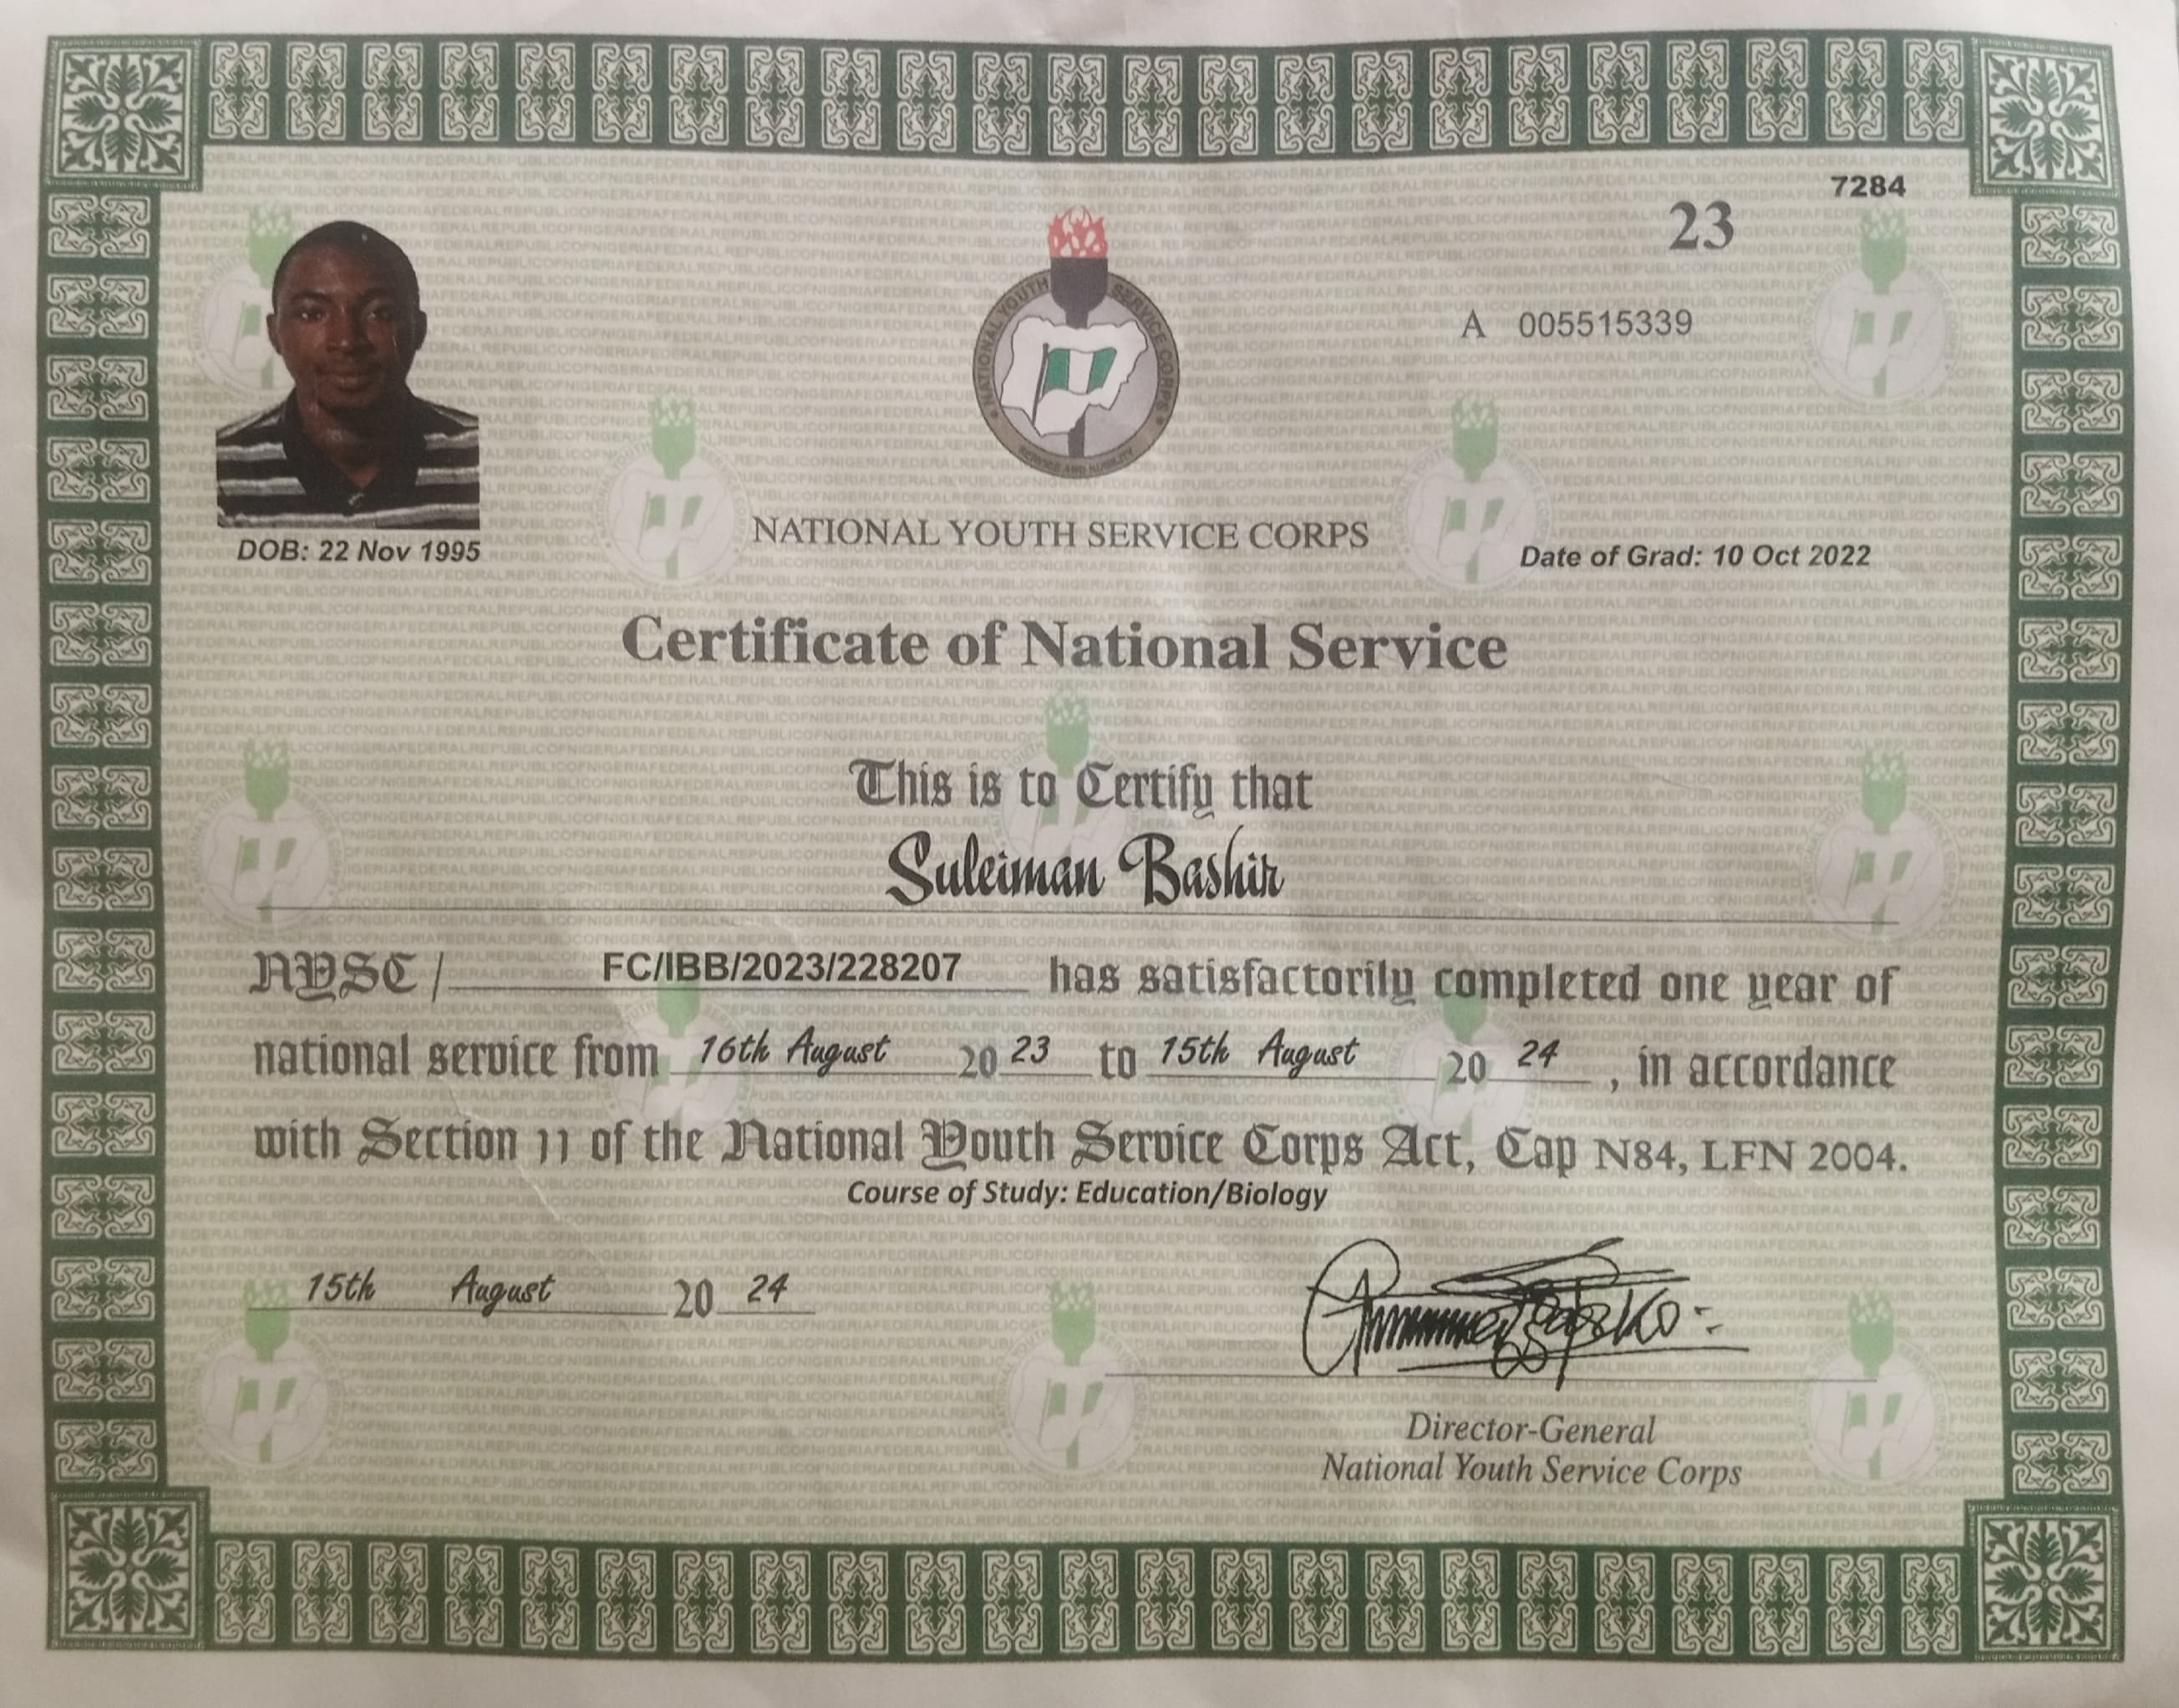 7284
23
A 005515339
NATIONAL YOUTH SERVICE CORPS
SERVICE AND HUMILITY
NATIONAL YOUTH SERVICE CORPS
DOB: 22 Nov 1995
Date of Grad: 10 Oct 2022
Certificate of National Service
This is to Certify that
Suleiman Bashir
NYSC / FC/IBB/2023/228207 has satisfactorily completed one year of
national service from 16th August 20 23 to 15th August 20 24 , in accordance
with Section 11 of the National Youth Service Corps Act, Cap N84, LFN 2004.
Course of Study: Education/Biology
15th August 20 24
Director-General
National Youth Service Corps